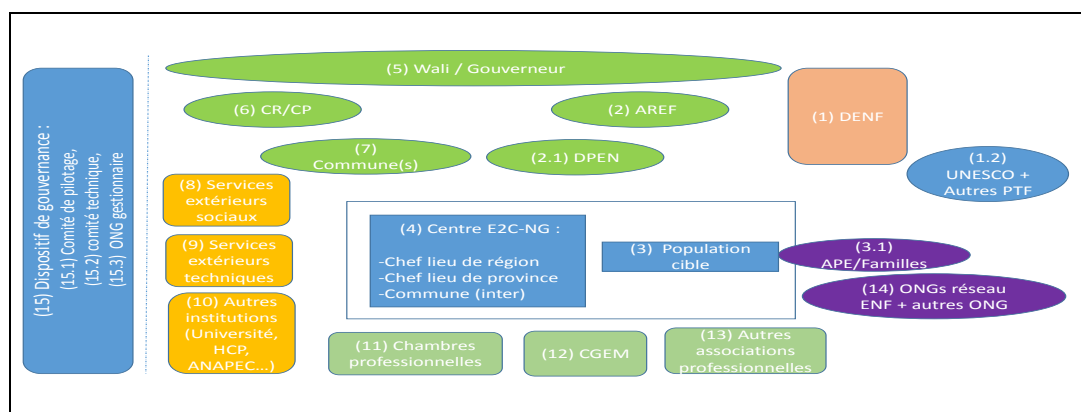 (15) Dispositif de gouvernance :
(15.1) Comité de pilotage,
(15.2) comité technique,
(15.3) ONG gestionnaire
(5) Wali / Gouverneur
(6) CR/CP
(2) AREF
(1) DENF
(7)
Commune(s)
(2.1) DPEN
(1.2)
UNESCO +
Autres PTF
(8) Services
extérieurs
sociaux
(4) Centre E2C-NG :
-Chef lieu de région
-Chef lieu de province
-Commune (inter)
(3) Population
cible
(3.1)
APE/Familles
(9) Services
extérieurs
techniques
(14) ONGs réseau
ENF + autres ONG
(10) Autres
institutions
(Université,
HCP,
ANAPEC...)
(11) Chambres
professionnelles
(12) CGEM
(13) Autres
associations
professionnelles